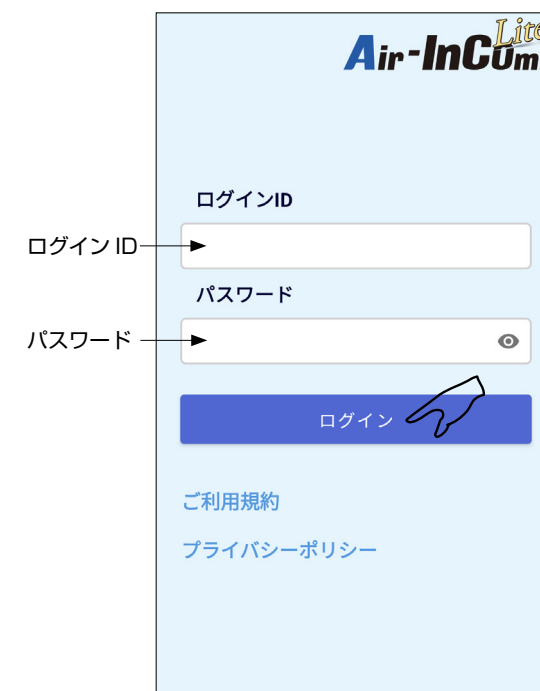 Air-InCom Lite
ログインID
ログイン ID
パスワード
パスワード
ログイン
ご利用規約
プライバシーポリシー